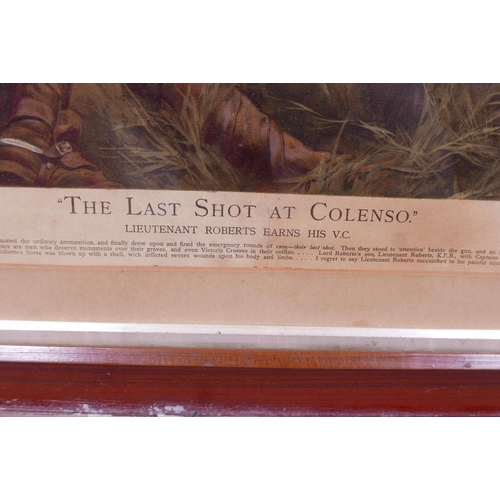 "THE LAST SHOT AT COLENSO."
LIEUTENANT ROBERTS EARNS HIS V.C.
the ordinary ammunition, and finally drew upon and fired the emergency rounds of case—their last shot. Then they stood to 'attention' beside the gun, and an
are men who deserve monuments over their graves, and even Victoria Crosses in their coffins..... Lord Roberts's son, Lieutenant Roberts, K.P.R., with Captains
Roberts's horse was blown up with a shell, wich inflicted severe wounds upon his body and limbs..... I regret to say Lieutenant Roberts succumbed to his painful